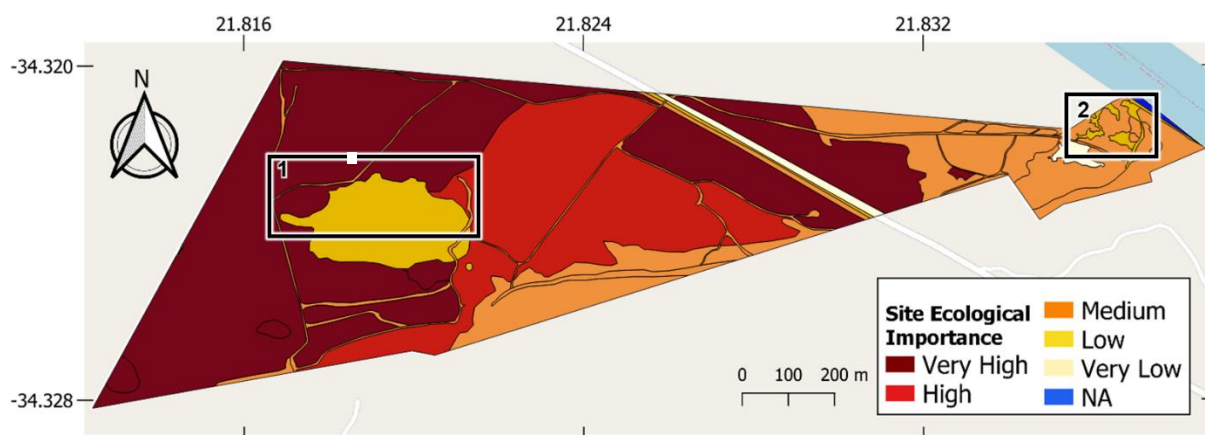 21.816 21.824 21.832
-34.320
N
1
2
-34.328
0 100 200 m
Site Ecological
Importance
Very High
High
Medium
Low
Very Low
NA